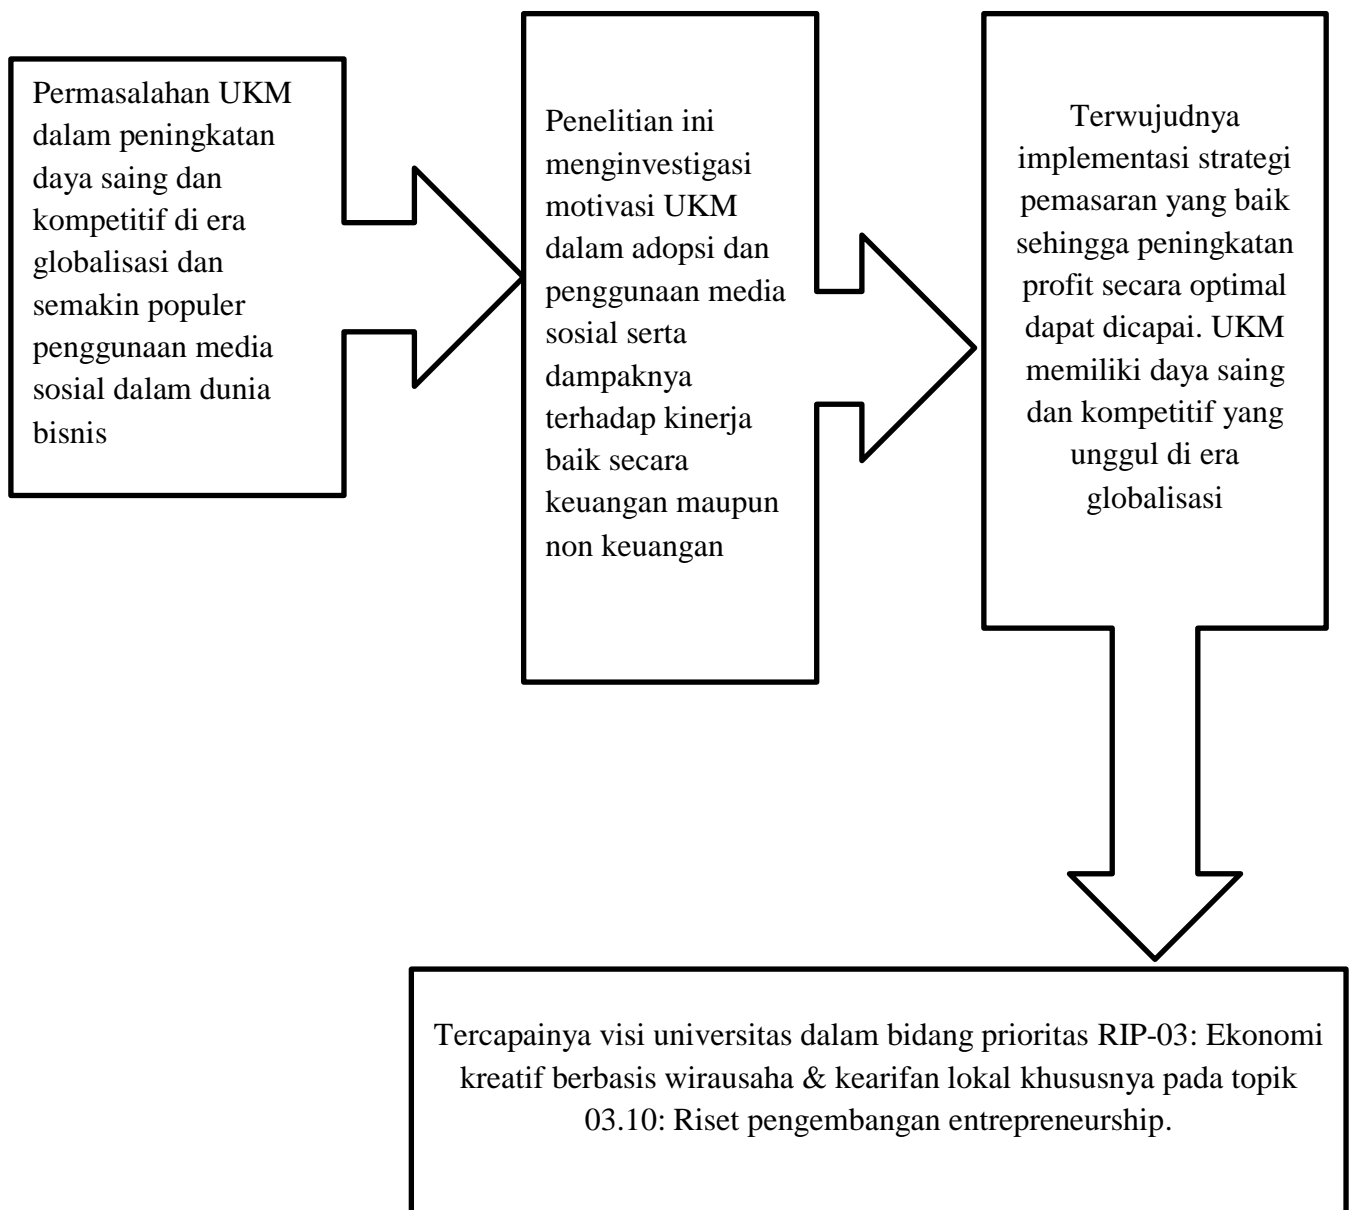 Permasalahan UKM
dalam peningkatan
daya saing dan
kompetitif di era
globalisasi dan
semakin populer
penggunaan media
sosial dalam dunia
bisnis
Penelitian ini
menginvestigasi
motivasi UKM
dalam adopsi dan
penggunaan media
sosial serta
dampaknya
terhadap kinerja
baik secara
keuangan maupun
non keuangan
Terwujudnya
implementasi strategi
pemasaran yang baik
sehingga peningkatan
profit secara optimal
dapat dicapai. UKM
memiliki daya saing
dan kompetitif yang
unggul di era
globalisasi
Tercapainya visi universitas dalam bidang prioritas RIP-03: Ekonomi
kreatif berbasis wirausaha & kearifan lokal khususnya pada topik
03.10: Riset pengembangan entrepreneurship.